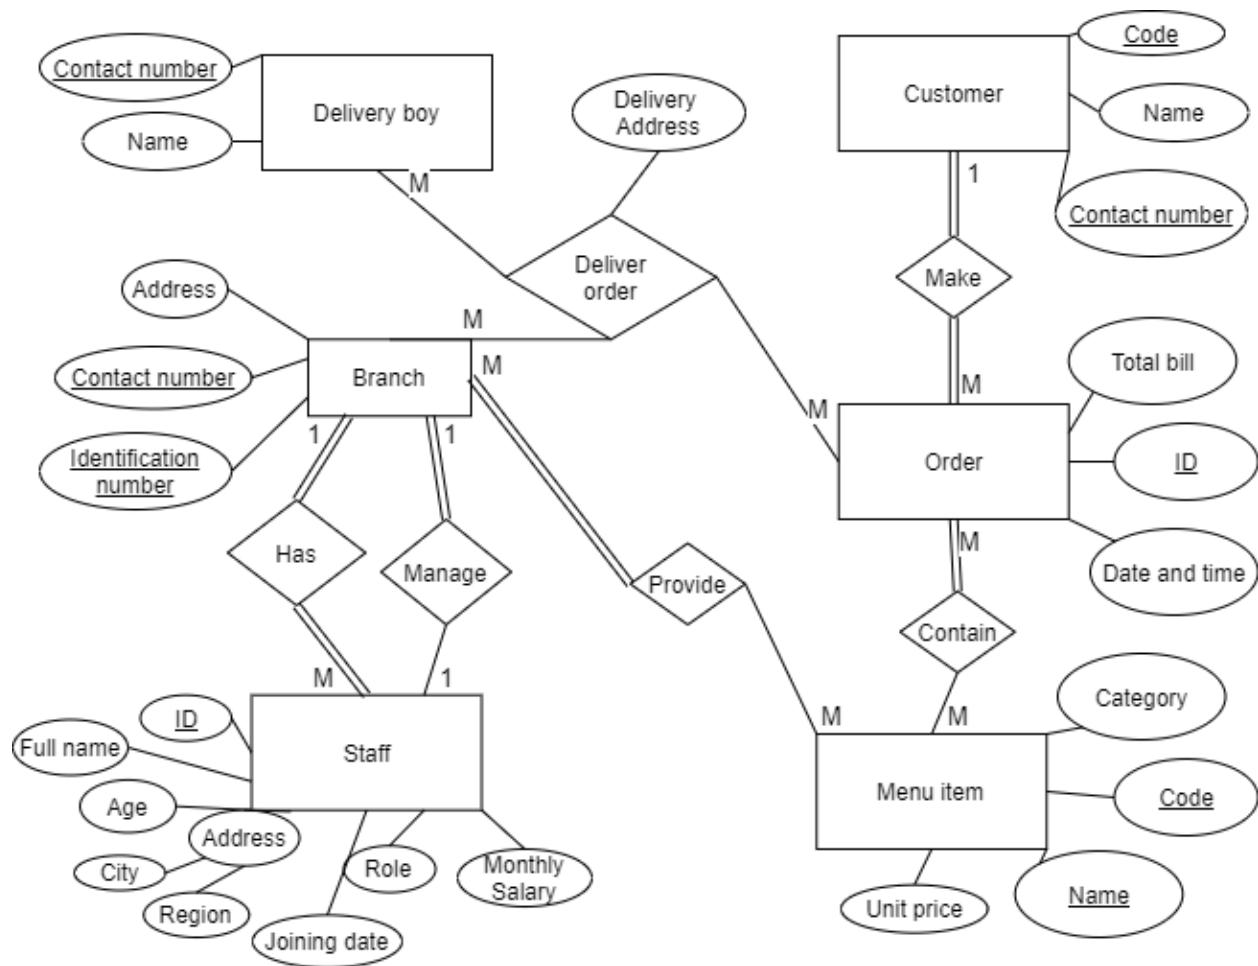 Code
Contact number
Delivery boy
Customer
Delivery
Address
Name
Name
M
1
Contact number
Deliver
order
Make
Address
M
M
Total bill
Contact number
Branch
M
M
1
1
Identification
number
Order
ID
M
Has
Manage
Provide
Date and time
Contain
M
1
M
M
Category
ID
Full name
Staff
Menu item
Code
Age
Address
City
Role
Monthly
Salary
Region
Joining date
Unit price
Name